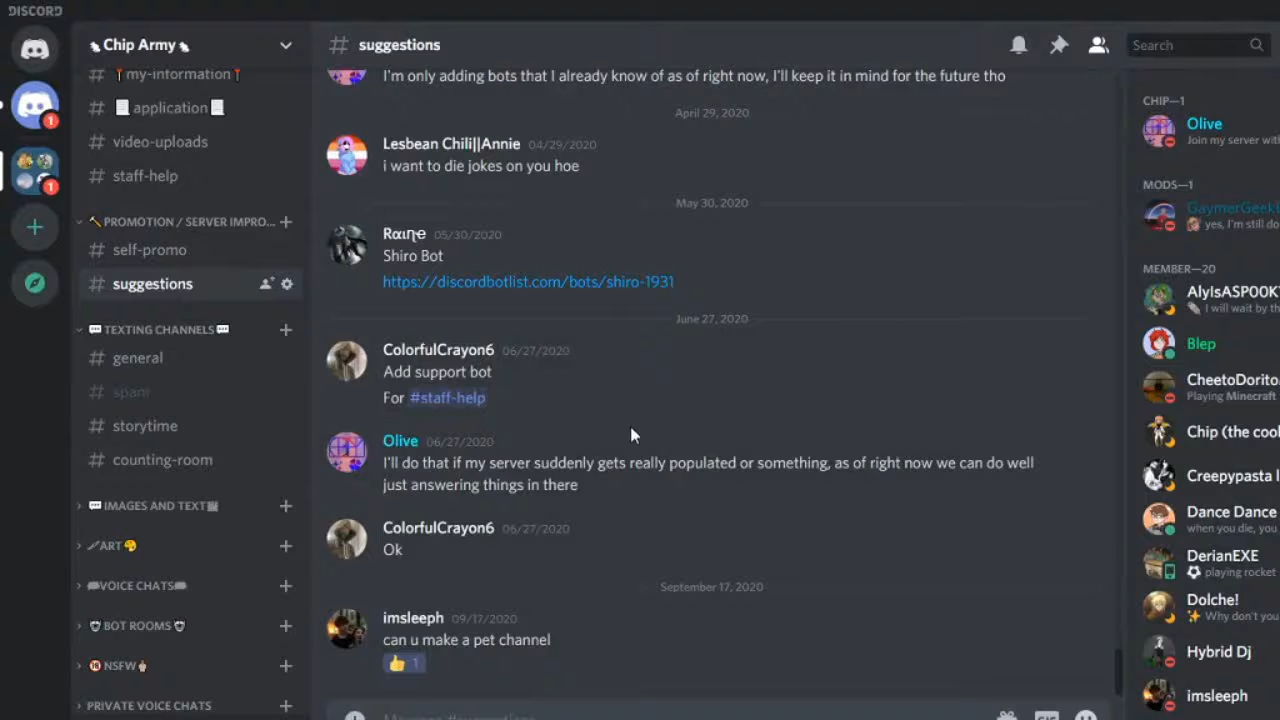 DISCORD
Chip Army
my-information
application
video-uploads
staff-help
PROMOTION / SERVER IMPRO...
self-promo
suggestions
TEXTING CHANNELS
general
spam
storytime
counting-room
IMAGES AND TEXT
ART
VOICE CHATS
BOT ROOMS
NSFW
PRIVATE VOICE CHATS
1
1
# suggestions
Search
I'm only adding bots that I already know of as of right now, I'll keep it in mind for the future tho
April 29, 2020
Lesbean Chili||Annie 04/29/2020
i want to die jokes on you hoe
May 30, 2020
Rαιɳҽ 05/30/2020
Shiro Bot
https://discordbotlist.com/bots/shiro-1931
June 27, 2020
ColorfulCrayon6 06/27/2020
Add support bot
For #staff-help
Olive 06/27/2020
I'll do that if my server suddenly gets really populated or something, as of right now we can do well
just answering things in there
ColorfulCrayon6 06/27/2020
Ok
September 17, 2020
imsleeph 09/17/2020
can u make a pet channel
👍 1
GIF
CHIP—1
Olive
Join my server wit
MODS—1
GaymerGeek
yes, I'm still do
MEMBER—20
AlyIsASP00K
I will wait by th
Blep
CheetoDorito
Playing Minecraft
Chip (the cool
Creepypasta
Dance Dance
when you die, you
DerianEXE
playing rocket
Dolche!
Why don't you
Hybrid Dj
imsleeph